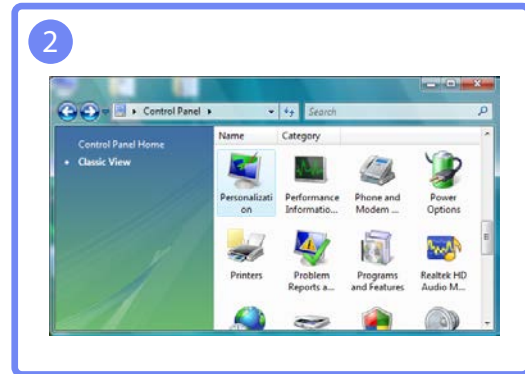 2
Control Panel
Search
Control Panel Home
Classic View
Name Category
Personalizati
on
Performance
Informatio...
Phone and
Modem ...
Power
Options
Printers
Problem
Reports a...
Programs
and Features
Realtek HD
Audio M...